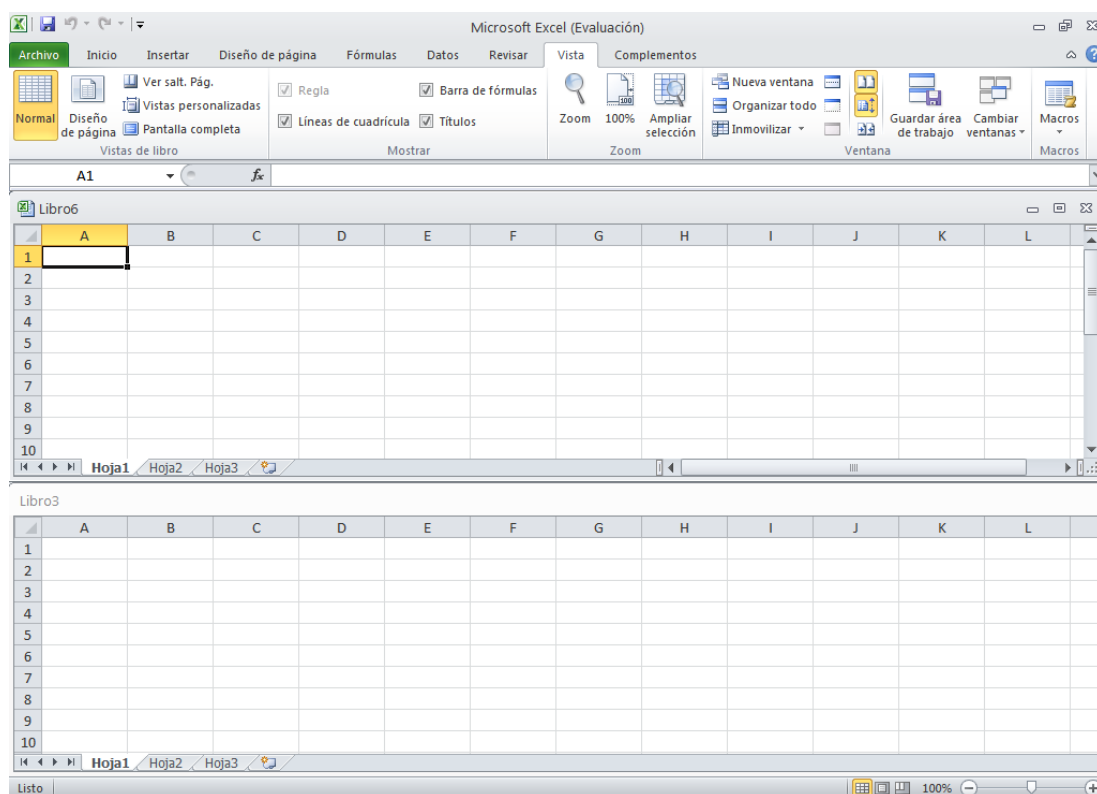 Microsoft Excel (Evaluación)
Archivo Inicio Insertar Diseño de página Fórmulas Datos Revisar Vista Complementos
Normal
Diseño
de página
Ver salt. Pág.
Vistas personalizadas
Pantalla completa
Vistas de libro
Regla
Barra de fórmulas
Líneas de cuadrícula
Títulos
Mostrar
Zoom
100
100%
Ampliar
selección
Zoom
Nueva ventana
Organizar todo
Inmovilizar
Guardar área
de trabajo
Cambiar
ventanas
Ventana
Macros
Macros
A1 fx
Libro6
A B C D E F G H I J K L
1
2
3
4
5
6
7
8
9
10
Hoja1 Hoja2 Hoja3
Libro3
A B C D E F G H I J K L
1
2
3
4
5
6
7
8
9
10
Hoja1 Hoja2 Hoja3
Listo 100%